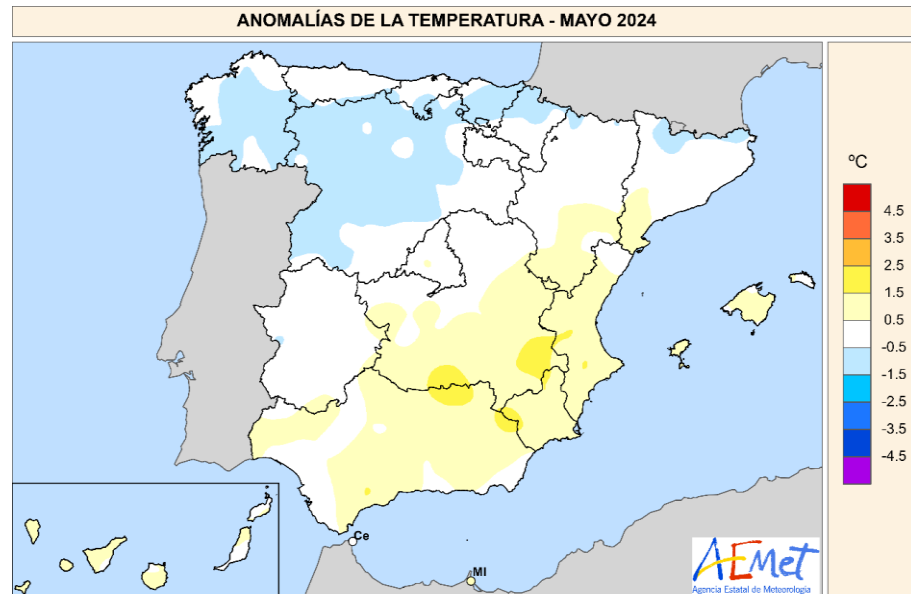 ANOMALÍAS DE LA TEMPERATURA - MAYO 2024
ºC
4.5
3.5
2.5
1.5
0.5
-0.5
-1.5
-2.5
-3.5
-4.5
Ce
Ml
AEMet
Agencia Estatal de Meteorología